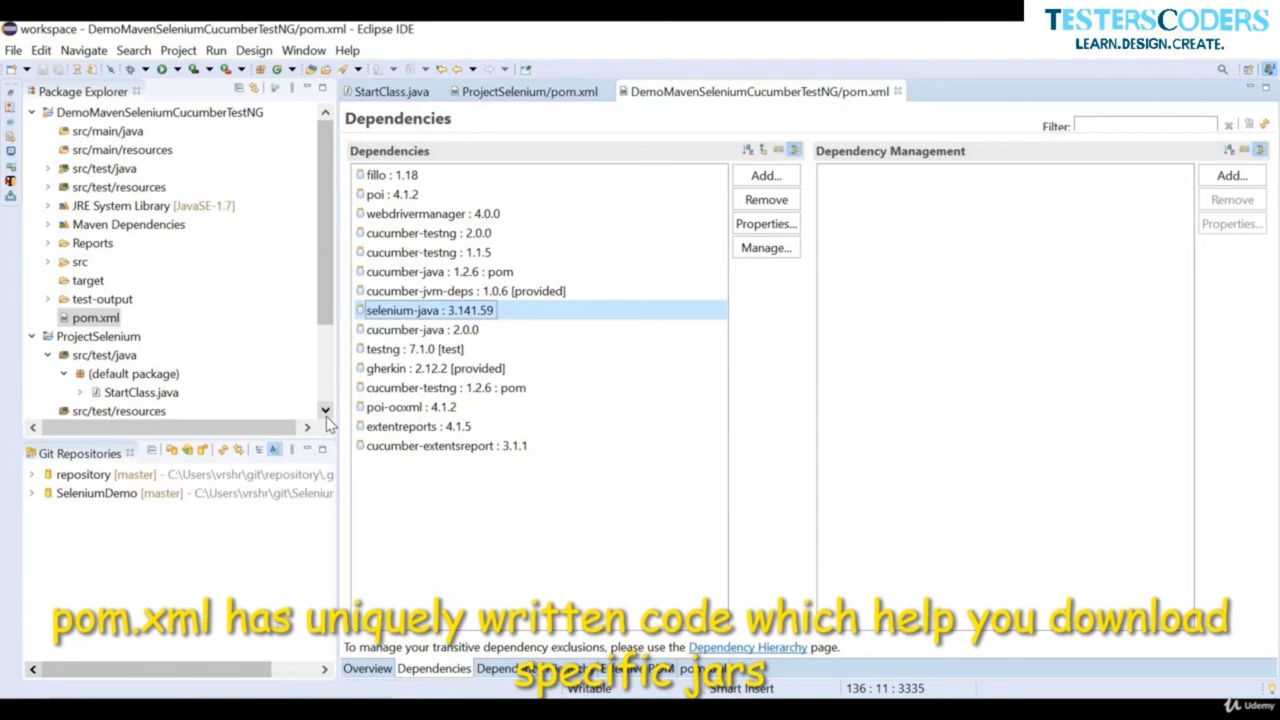 workspace - DemoMavenSeleniumCucumberTestNG/pom.xml - Eclipse IDE
TESTERSCODERS
LEARN.DESIGN.CREATE.
File Edit Navigate Search Project Run Design Window Help
Package Explorer
StartClass.java
ProjectSelenium/pom.xml
DemoMavenSeleniumCucumberTestNG/pom.xml
DemoMavenSeleniumCucumberTestNG
src/main/java
src/main/resources
src/test/java
src/test/resources
JRE System Library [JavaSE-1.7]
Maven Dependencies
Reports
src
target
test-output
pom.xml
ProjectSelenium
src/test/java
(default package)
StartClass.java
src/test/resources
Git Repositories
repository [master] - C:\Users\vrshr\git\repository\.g
SeleniumDemo [master] - C:\Users\vrshr\git\Seleniur
Dependencies
Filter:
Dependencies
fillo : 1.18
poi : 4.1.2
webdrivermanager : 4.0.0
cucumber-testng : 2.0.0
cucumber-testng : 1.1.5
cucumber-java : 1.2.6 : pom
cucumber-jvm-deps : 1.0.6 [provided]
selenium-java : 3.141.59
cucumber-java : 2.0.0
testng : 7.1.0 [test]
gherkin : 2.12.2 [provided]
cucumber-testng : 1.2.6 : pom
poi-ooxml : 4.1.2
extentreports : 4.1.5
cucumber-extentsreport : 3.1.1
Add...
Remove
Properties...
Manage...
Dependency Management
Add...
Remove
Properties...
pom.xml has uniquely written code which help you download
specific jars
To manage your transitive dependency exclusions, please use the Dependency Hierarchy page.
Overview Dependencies
Writable Smart Insert 136 : 11 : 3335
Udemy